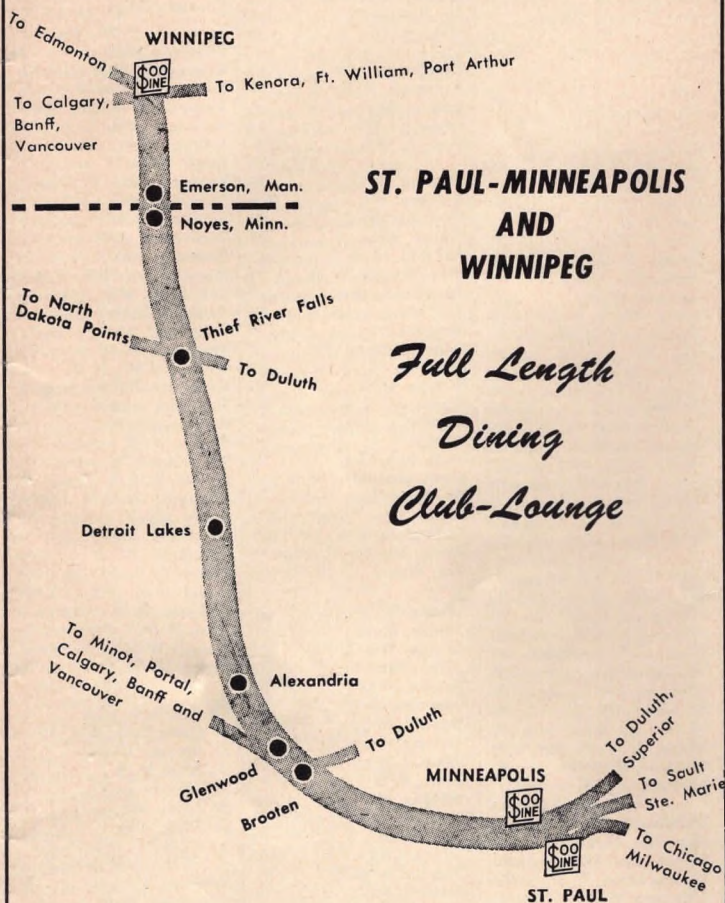 To Edmonton
WINNIPEG
$OO
LINE
To Kenora, Ft. William, Port Arthur
To Calgary,
Banff,
Vancouver
Emerson, Man.
Noyes, Minn.
ST. PAUL-MINNEAPOLIS
AND
WINNIPEG
To North
Dakota Points
Thief River Falls
To Duluth
Full Length
Dining
Club-Lounge
Detroit Lakes
To Minot, Portal,
Calgary, Banff and
Vancouver
Alexandria
Glenwood
Brooten
To Duluth
MINNEAPOLIS
$OO
LINE
To Duluth,
Superior
To Sault
Ste. Marie
To Chicago
Milwaukee
$OO
LINE
ST. PAUL